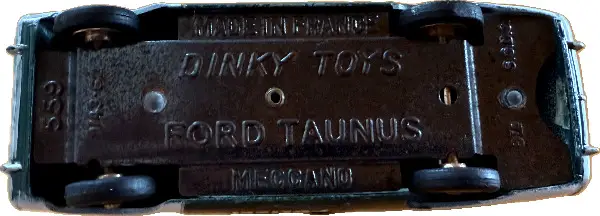 MADE IN FRANCE
DINKY TOYS
559
FORD TAUNUS
MECCANO